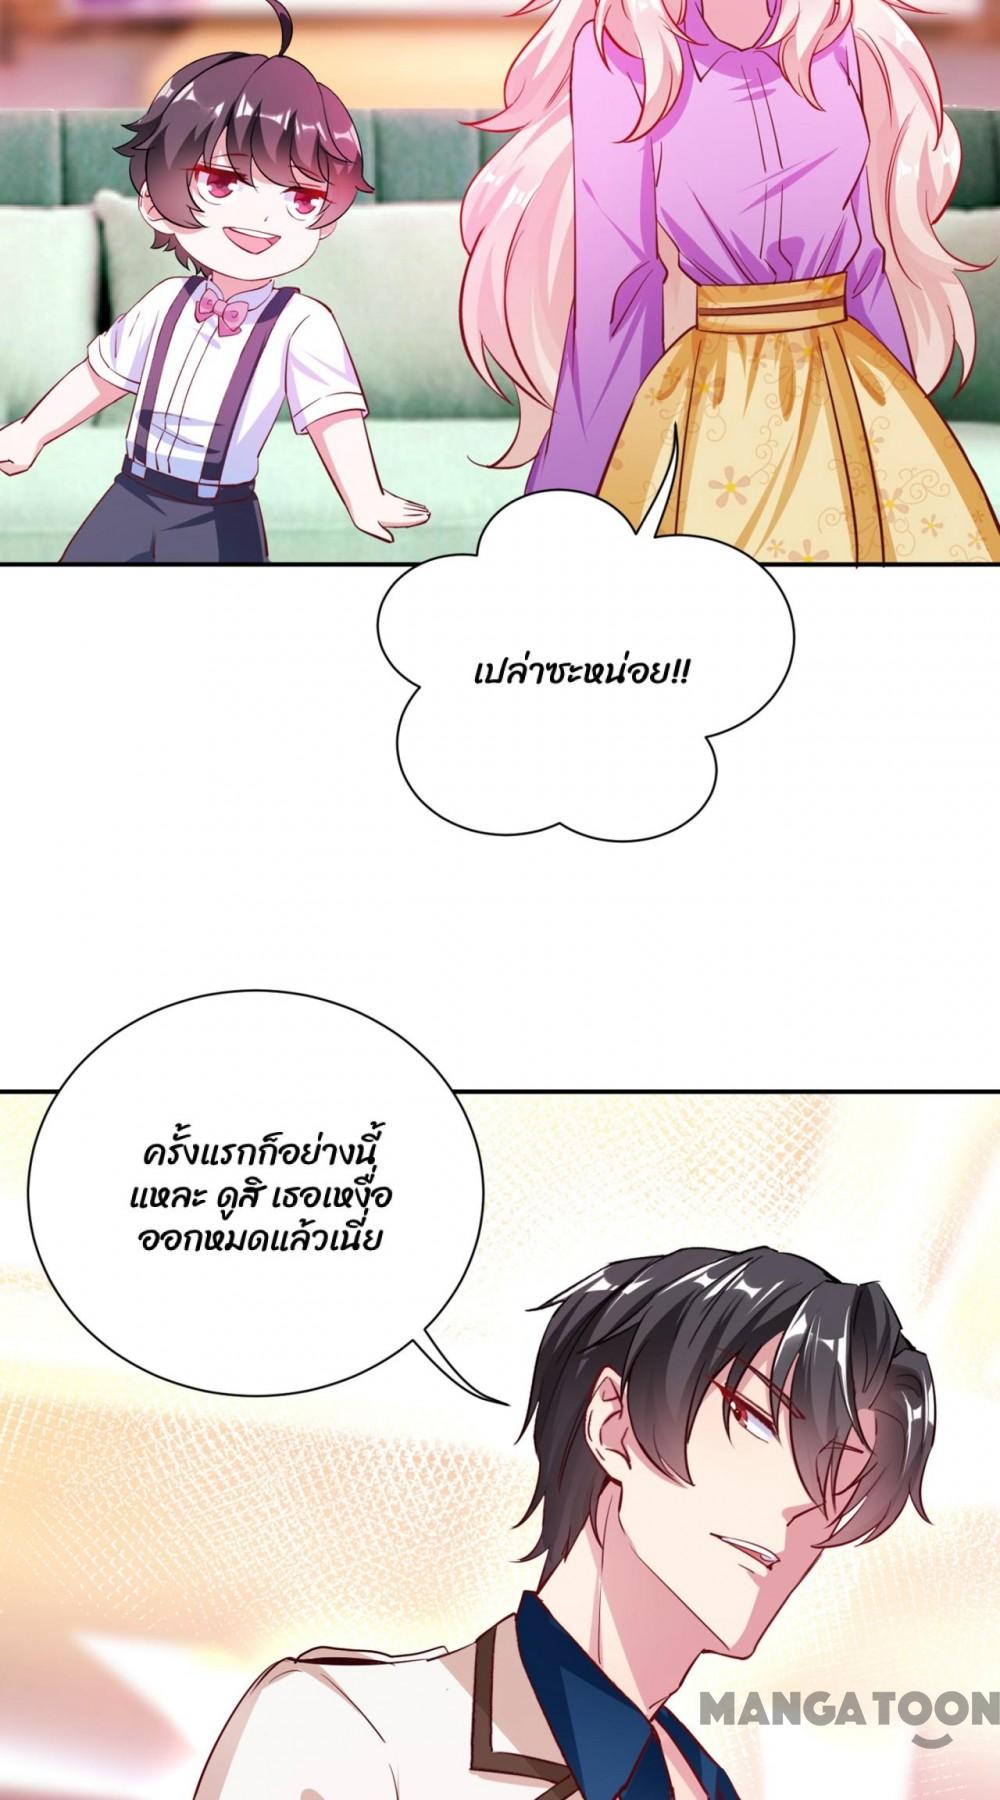 เปล่าซะหน่อย!!
ครั้งแรกก็อย่างนี้
แหละ ดูสิ เธอเหงื่อ
ออกหมดแล้วเนี่ย
MANGATOON